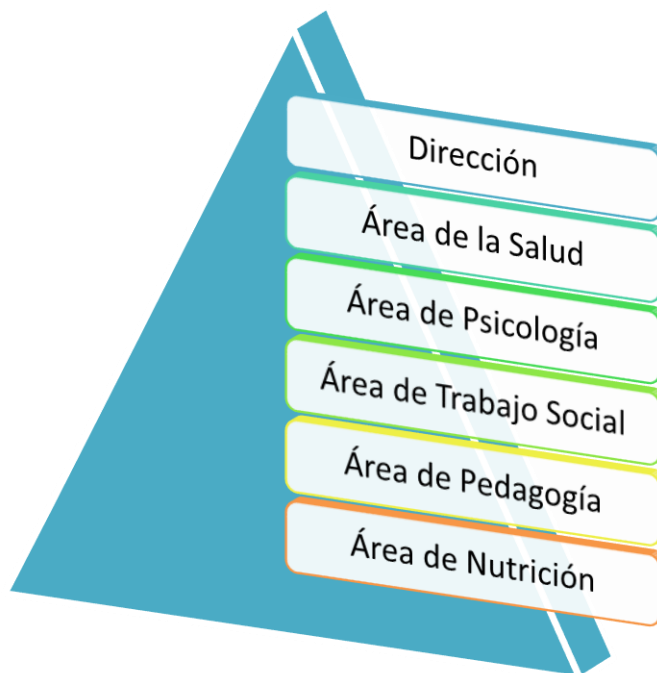 Dirección
Área de la Salud
Área de Psicología
Área de Trabajo Social
Área de Pedagogía
Área de Nutrición